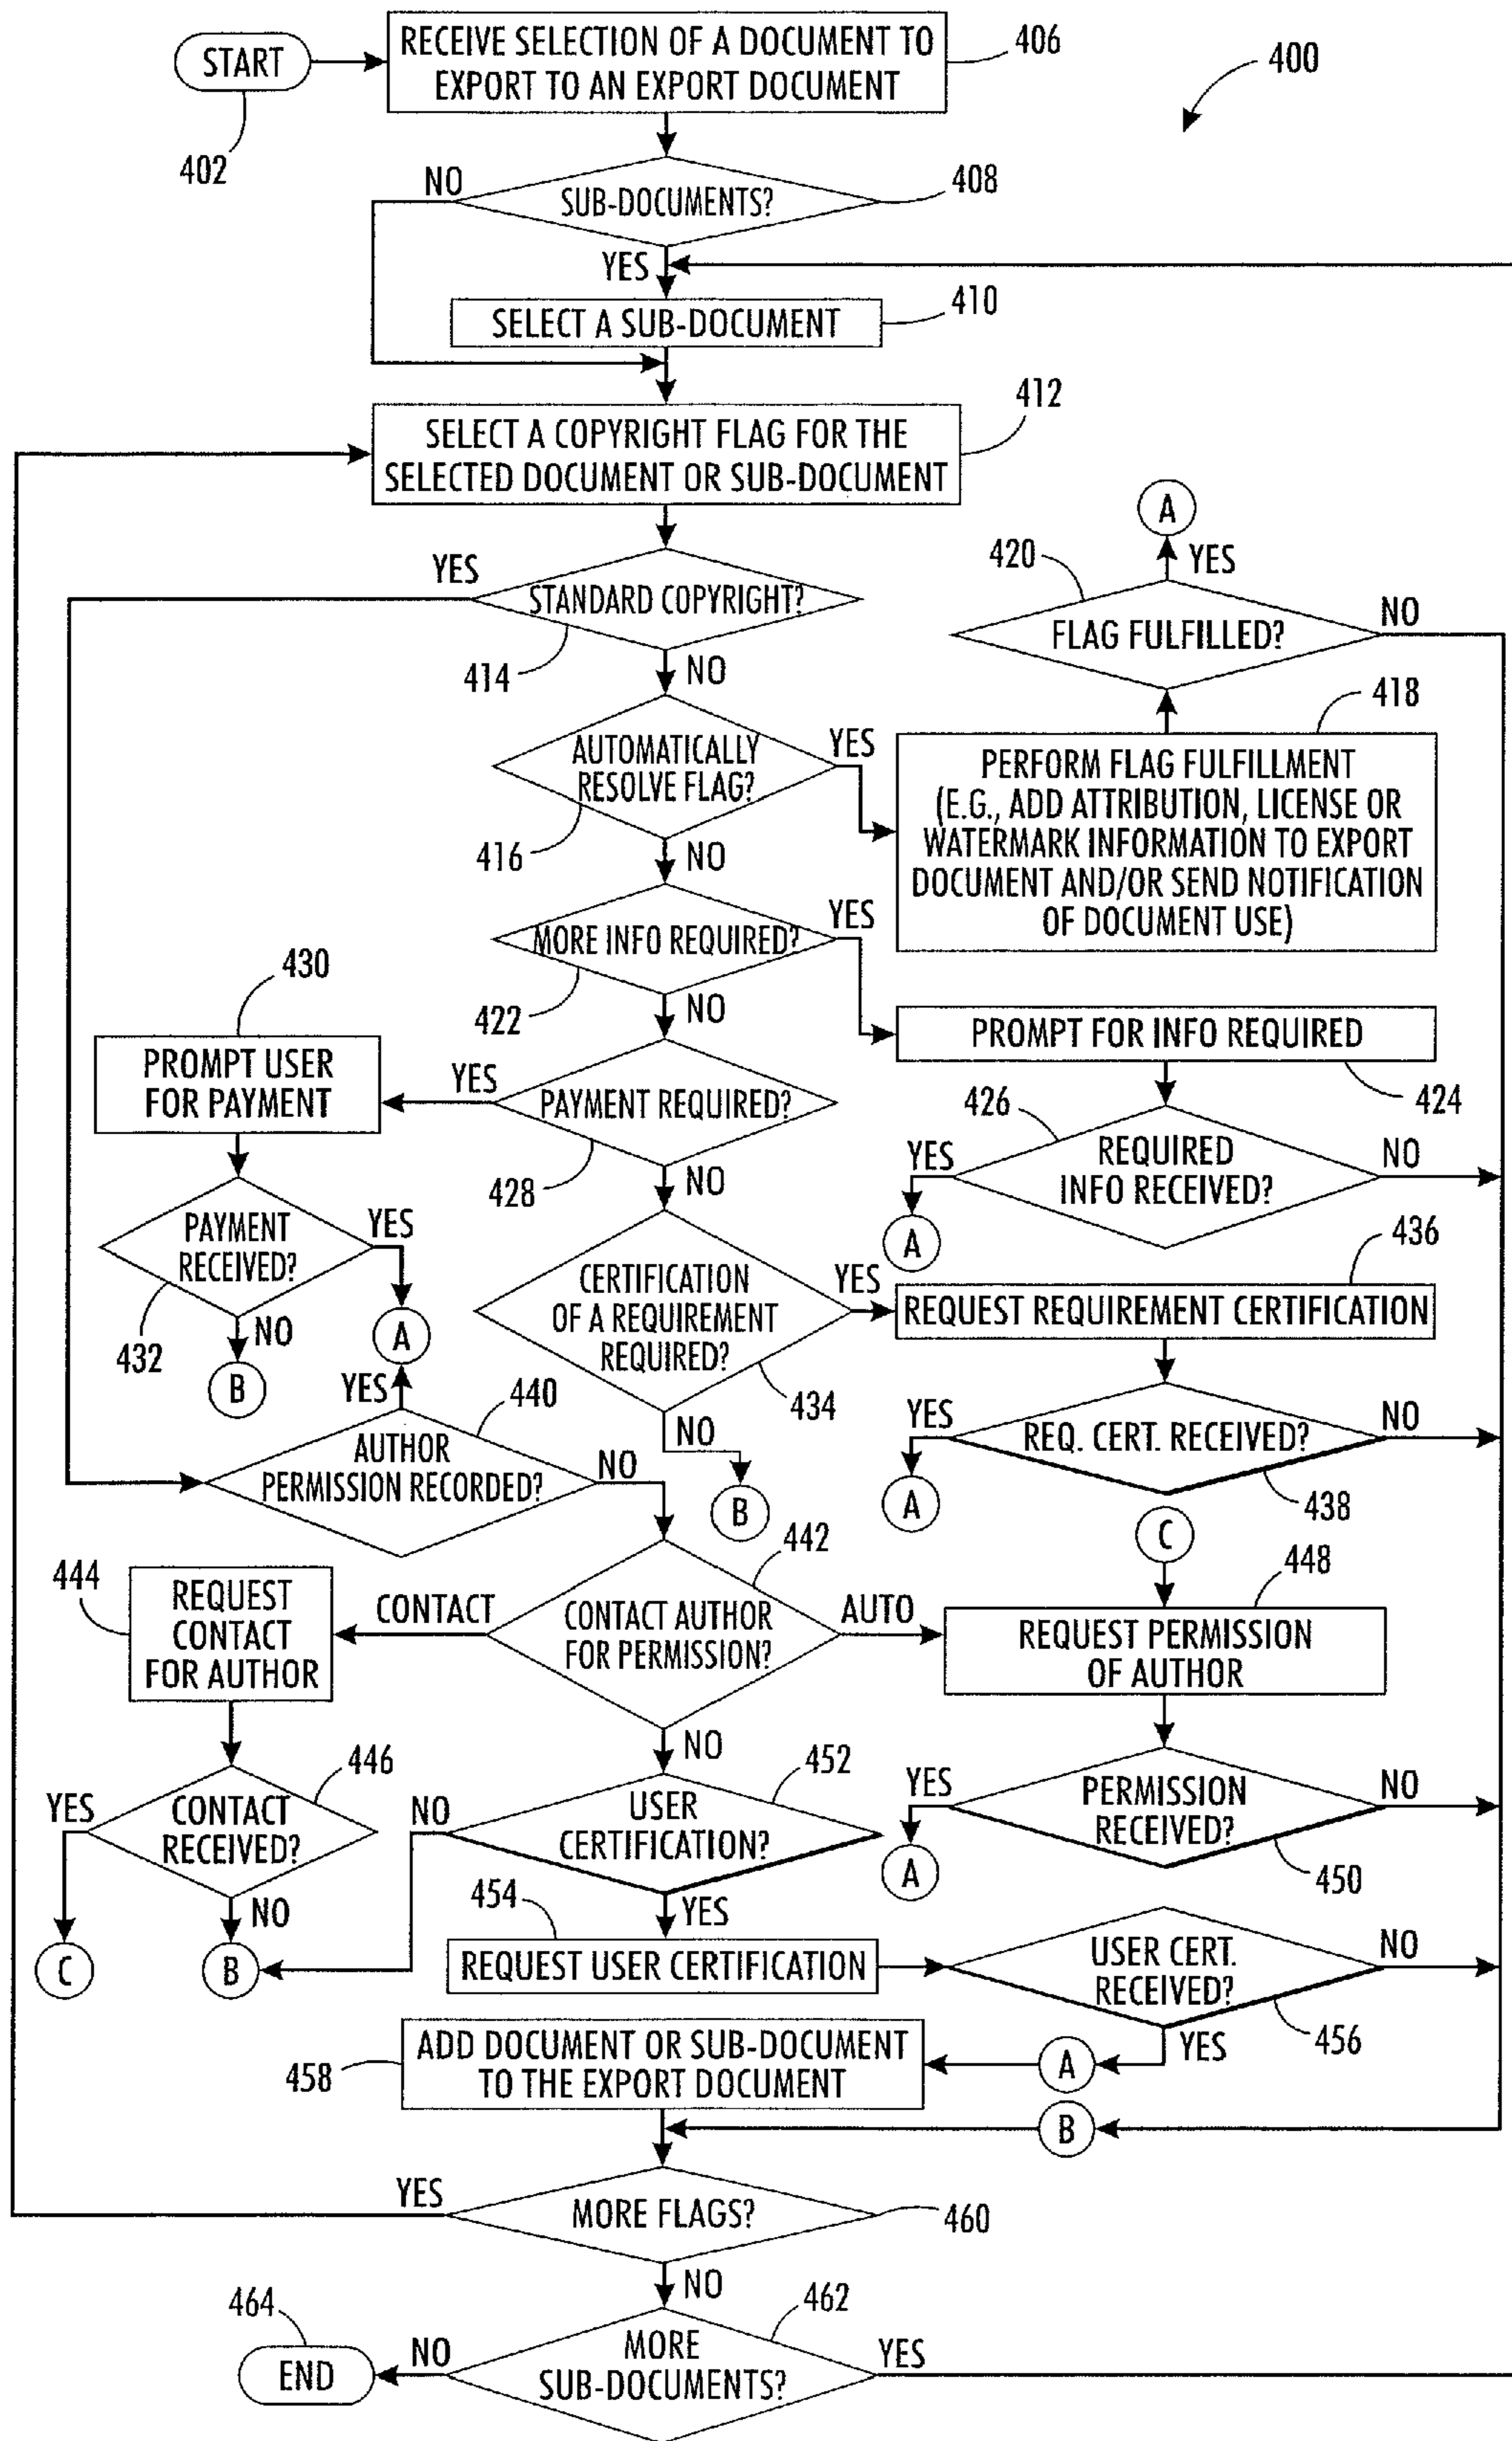 START
402
RECEIVE SELECTION OF A DOCUMENT TO
EXPORT TO AN EXPORT DOCUMENT
406
400
SUB-DOCUMENTS?
408
NO
YES
SELECT A SUB-DOCUMENT
410
SELECT A COPYRIGHT FLAG FOR THE
SELECTED DOCUMENT OR SUB-DOCUMENT
412
STANDARD COPYRIGHT?
414
YES
NO
A
YES
420
FLAG FULFILLED?
NO
AUTOMATICALLY
RESOLVE FLAG?
416
YES
NO
418
PERFORM FLAG FULFILLMENT
(E.G., ADD ATTRIBUTION, LICENSE OR
WATERMARK INFORMATION TO EXPORT
DOCUMENT AND/OR SEND NOTIFICATION
OF DOCUMENT USE)
MORE INFO REQUIRED?
422
YES
NO
PROMPT FOR INFO REQUIRED
424
430
PROMPT USER
FOR PAYMENT
YES
PAYMENT REQUIRED?
428
NO
426
REQUIRED
INFO RECEIVED?
YES
NO
A
PAYMENT
RECEIVED?
432
YES
NO
A
B
CERTIFICATION
OF A REQUIREMENT
REQUIRED?
434
YES
NO
B
436
REQUEST REQUIREMENT CERTIFICATION
REQ. CERT. RECEIVED?
438
YES
NO
A
YES
440
AUTHOR
PERMISSION RECORDED?
NO
442
CONTACT AUTHOR
FOR PERMISSION?
CONTACT
AUTO
NO
444
REQUEST
CONTACT
FOR AUTHOR
C
448
REQUEST PERMISSION
OF AUTHOR
446
CONTACT
RECEIVED?
YES
NO
C
B
452
USER
CERTIFICATION?
NO
YES
PERMISSION
RECEIVED?
450
YES
NO
A
454
REQUEST USER CERTIFICATION
USER CERT.
RECEIVED?
456
NO
YES
A
ADD DOCUMENT OR SUB-DOCUMENT
TO THE EXPORT DOCUMENT
458
B
MORE FLAGS?
460
YES
NO
462
MORE
SUB-DOCUMENTS?
YES
NO
464
END